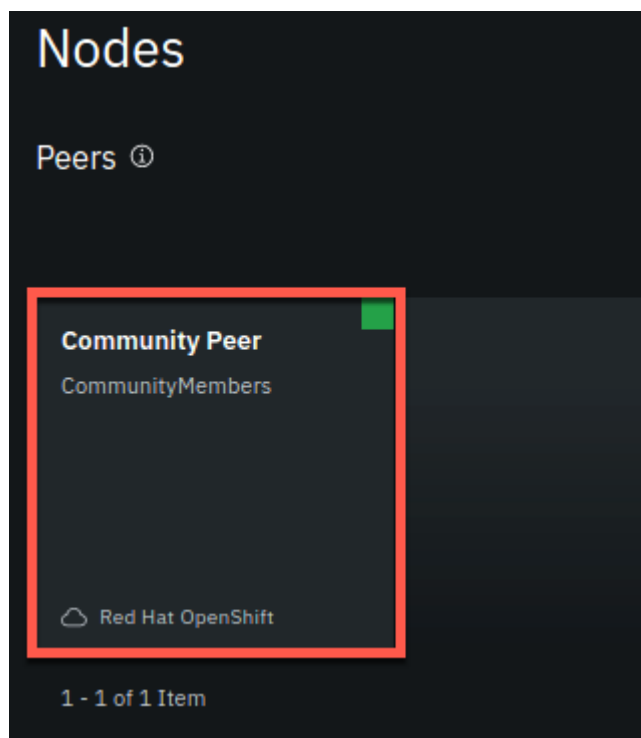 Nodes
Peers
Community Peer
CommunityMembers
Red Hat OpenShift
1 - 1 of 1 Item